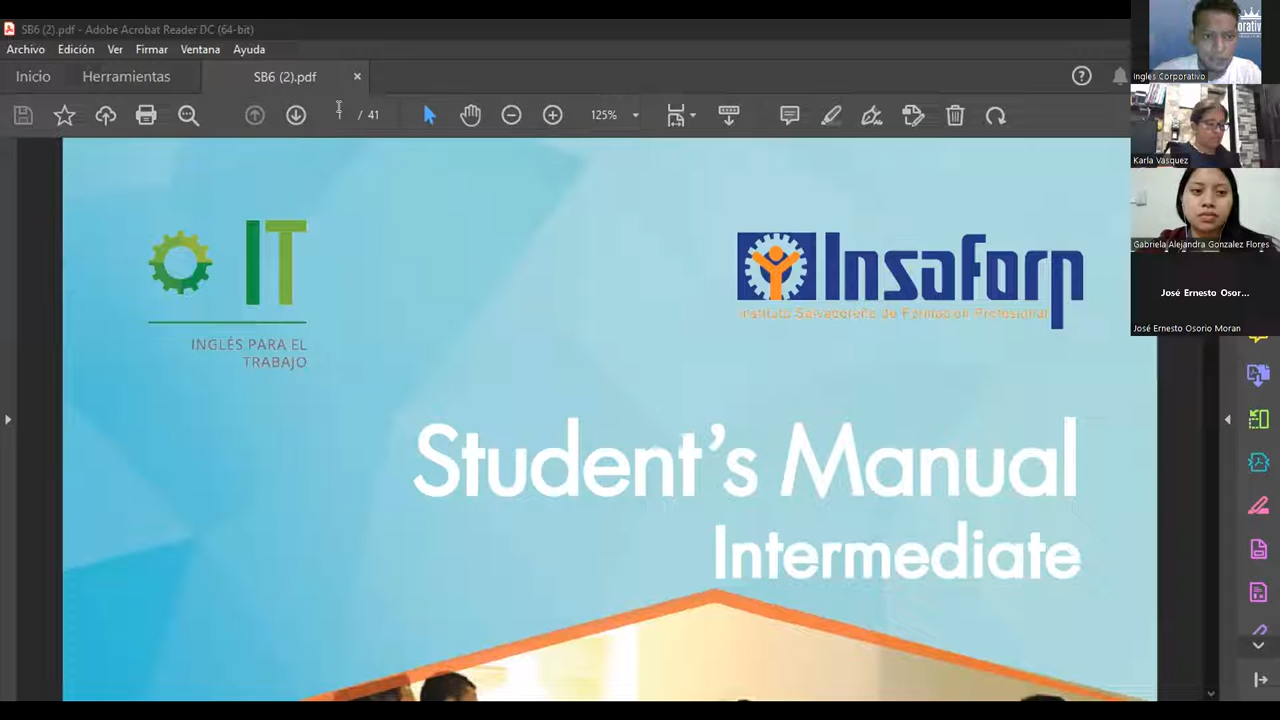 SB6 (2).pdf - Adobe Acrobat Reader DC (64-bit)
Archivo Edición Ver Firmar Ventana Ayuda
Inicio Herramientas SB6 (2).pdf ×
1 / 41 125%
Ingles Corporativo
Karla Vasquez
Gabriela Alejandra Gonzalez Flores
José Ernesto Osor...
José Ernesto Osorio Moran
IT
INGLÉS PARA EL
TRABAJO
Insaforp
Instituto Salvadoreño de Formación Profesional
Student's Manual
Intermediate